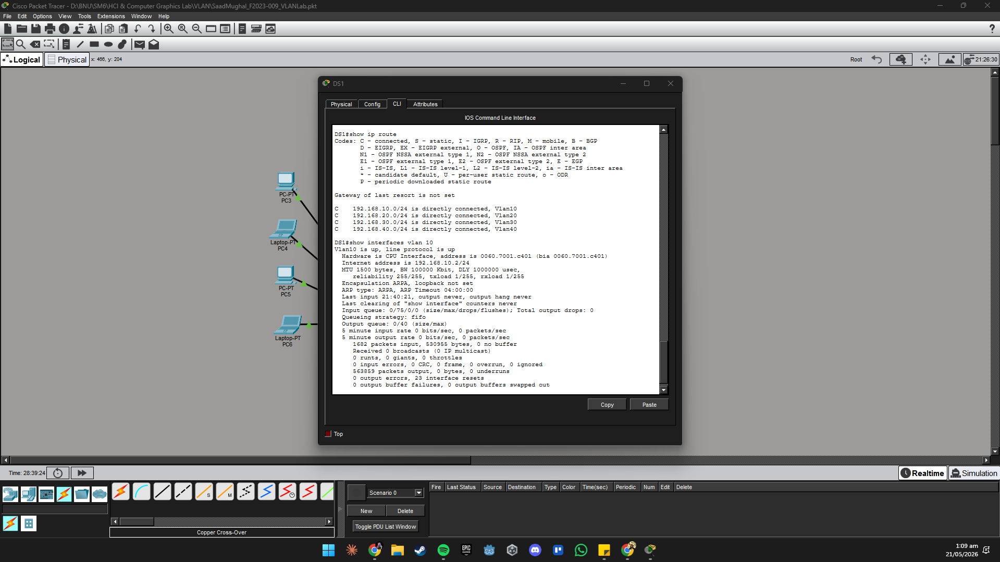 Cisco Packet Tracer - D:\BNU\SM6\HCI & Computer Graphics Lab\VLAN\SaadMughal_F2023-009_VLANLab.pkt
File Edit Options View Tools Extensions Window Help
Logical Physical x: 466, y: 204 Root 21:26:30
DS1
Physical Config CLI Attributes
IOS Command Line Interface
DS1#show ip route
Codes: C - connected, S - static, I - IGRP, R - RIP, M - mobile, B - BGP
D - EIGRP, EX - EIGRP external, O - OSPF, IA - OSPF inter area
N1 - OSPF NSSA external type 1, N2 - OSPF NSSA external type 2
E1 - OSPF external type 1, E2 - OSPF external type 2, E - EGP
i - IS-IS, L1 - IS-IS level-1, L2 - IS-IS level-2, ia - IS-IS inter area
* - candidate default, U - per-user static route, o - ODR
P - periodic downloaded static route
Gateway of last resort is not set
C 192.168.10.0/24 is directly connected, Vlan10
C 192.168.20.0/24 is directly connected, Vlan20
C 192.168.30.0/24 is directly connected, Vlan30
C 192.168.40.0/24 is directly connected, Vlan40
DS1#show interfaces vlan 10
Vlan10 is up, line protocol is up
Hardware is CPU Interface, address is 0060.7001.c401 (bia 0060.7001.c401)
Internet address is 192.168.10.2/24
MTU 1500 bytes, BW 100000 Kbit, DLY 1000000 usec,
reliability 255/255, txload 1/255, rxload 1/255
Encapsulation ARPA, loopback not set
ARP type: ARPA, ARP Timeout 04:00:00
Last input 21:40:21, output never, output hang never
Last clearing of "show interface" counters never
Input queue: 0/75/0/0 (size/max/drops/flushes); Total output drops: 0
Queueing strategy: fifo
Output queue: 0/40 (size/max)
5 minute input rate 0 bits/sec, 0 packets/sec
5 minute output rate 0 bits/sec, 0 packets/sec
1682 packets input, 530955 bytes, 0 no buffer
Received 0 broadcasts (0 IP multicast)
0 runts, 0 giants, 0 throttles
0 input errors, 0 CRC, 0 frame, 0 overrun, 0 ignored
563859 packets output, 0 bytes, 0 underruns
0 output errors, 23 interface resets
0 output buffer failures, 0 output buffers swapped out
Copy Paste
Top
PC-PT
PC3
Laptop-PT
PC4
PC-PT
PC5
Laptop-PT
PC6
Time: 28:39:24 Realtime Simulation
S M
Copper Cross-Over
Scenario 0
New Delete
Toggle PDU List Window
Fire Last Status Source Destination Type Color Time(sec) Periodic Num Edit Delete
EPIC GAMES
1:09 am
21/05/2026